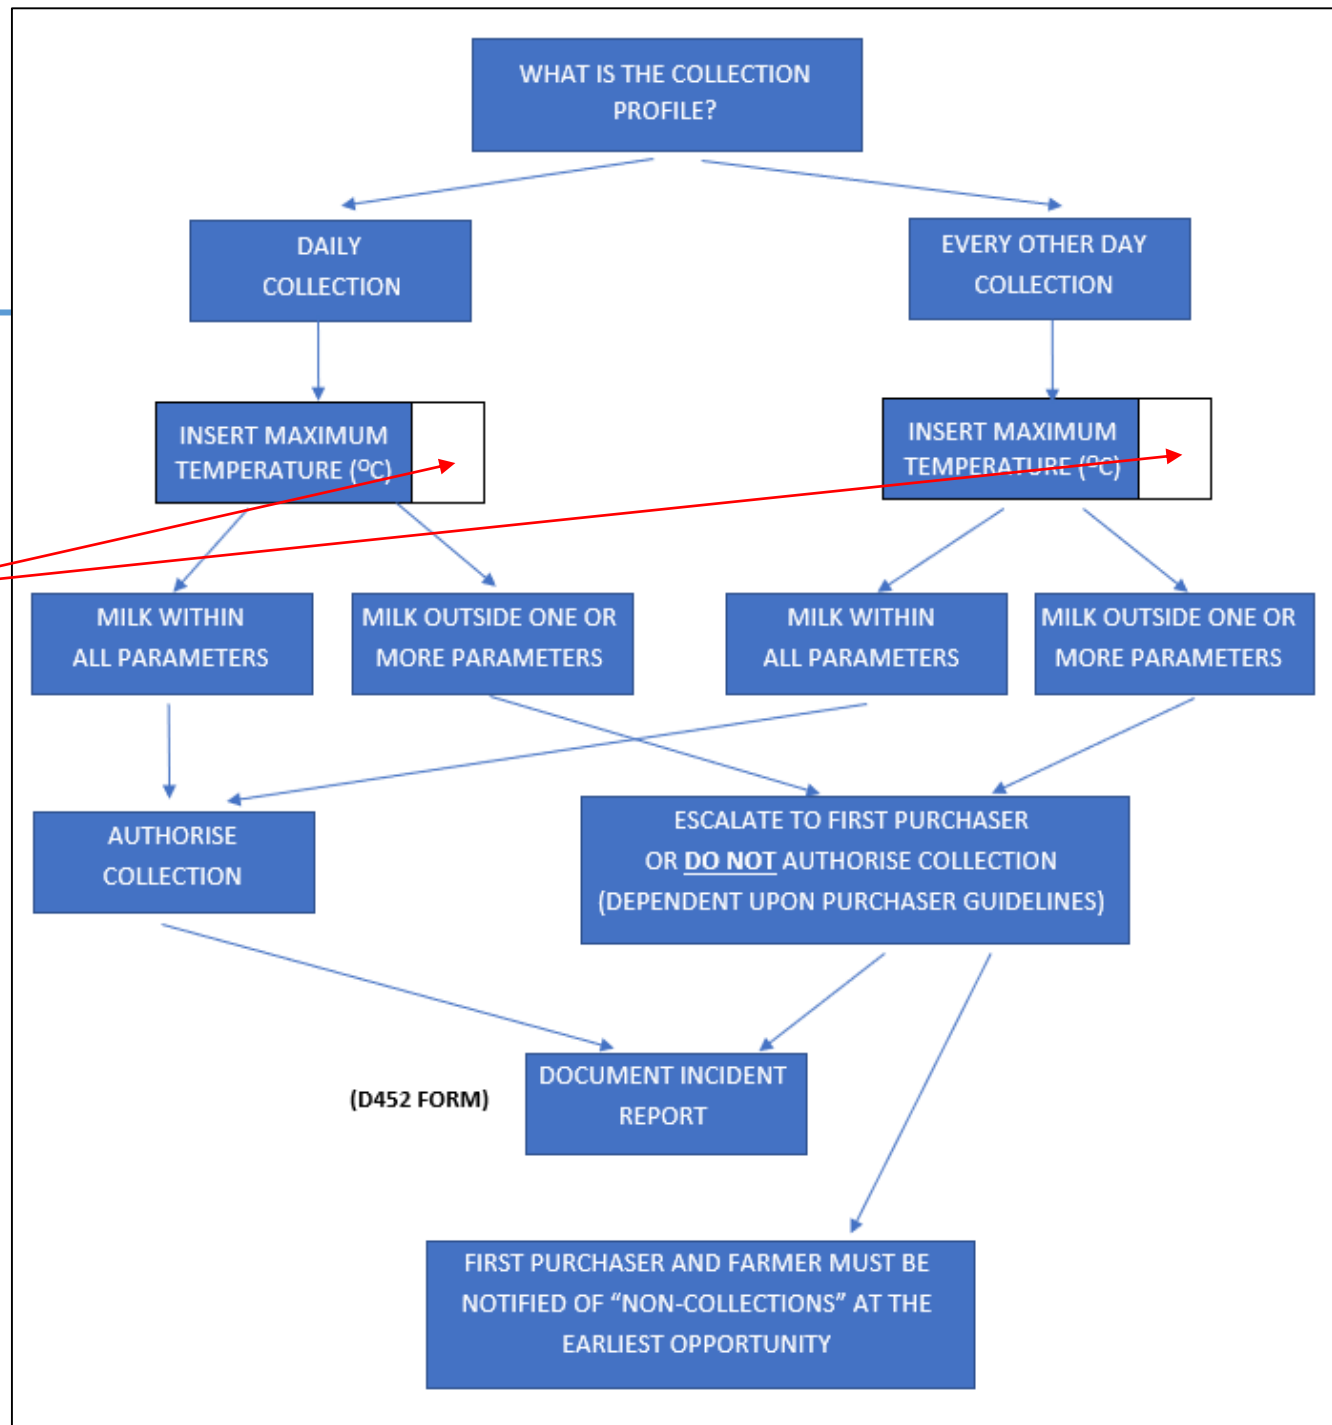 WHAT IS THE COLLECTION
PROFILE?
DAILY
COLLECTION
EVERY OTHER DAY
COLLECTION
INSERT MAXIMUM
TEMPERATURE (ºC)
INSERT MAXIMUM
TEMPERATURE (ºC)
MILK WITHIN
ALL PARAMETERS
MILK OUTSIDE ONE OR
MORE PARAMETERS
MILK WITHIN
ALL PARAMETERS
MILK OUTSIDE ONE OR
MORE PARAMETERS
AUTHORISE
COLLECTION
ESCALATE TO FIRST PURCHASER
OR DO NOT AUTHORISE COLLECTION
(DEPENDENT UPON PURCHASER GUIDELINES)
(D452 FORM)
DOCUMENT INCIDENT
REPORT
FIRST PURCHASER AND FARMER MUST BE
NOTIFIED OF “NON-COLLECTIONS” AT THE
EARLIEST OPPORTUNITY